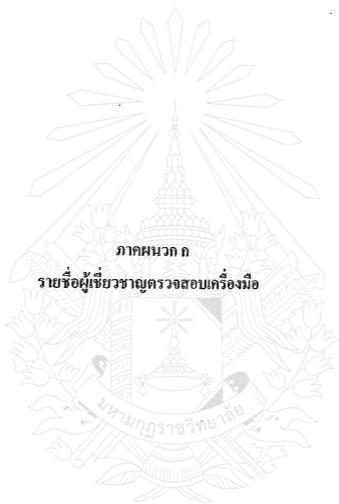 ภาคผนวก ก
รายชื่อผู้เชี่ยวชาญตรวจสอบเครื่องมือ
มหามกุฏราชวิทยาลัย